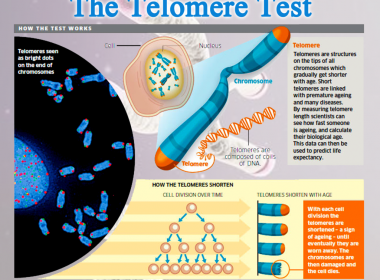 The Telomere Test
HOW THE TEST WORKS
Telomeres seen
as bright dots
on the end of
chromosomes
Cell
Nucleus
Chromosome
Telomere
Telomeres are
composed of coils
of DNA.
Telomere
Telomeres are structures
on the tips of all
chromosomes which
gradually get shorter
with age. Short
telomeres are linked
with premature ageing
and many diseases.
By measuring telomere
length scientists can
see how fast someone
is ageing, and calculate
their biological age.
This data can then be
used to predict life
expectancy.
HOW THE TELOMERES SHORTEN
CELL DIVISION OVER TIME
TELOMERES SHORTEN WITH AGE
With each cell
division the
telomeres are
shortened - a sign
of ageing - until
eventually they are
worn away. The
chromosomes are
then damaged and
the cell dies.